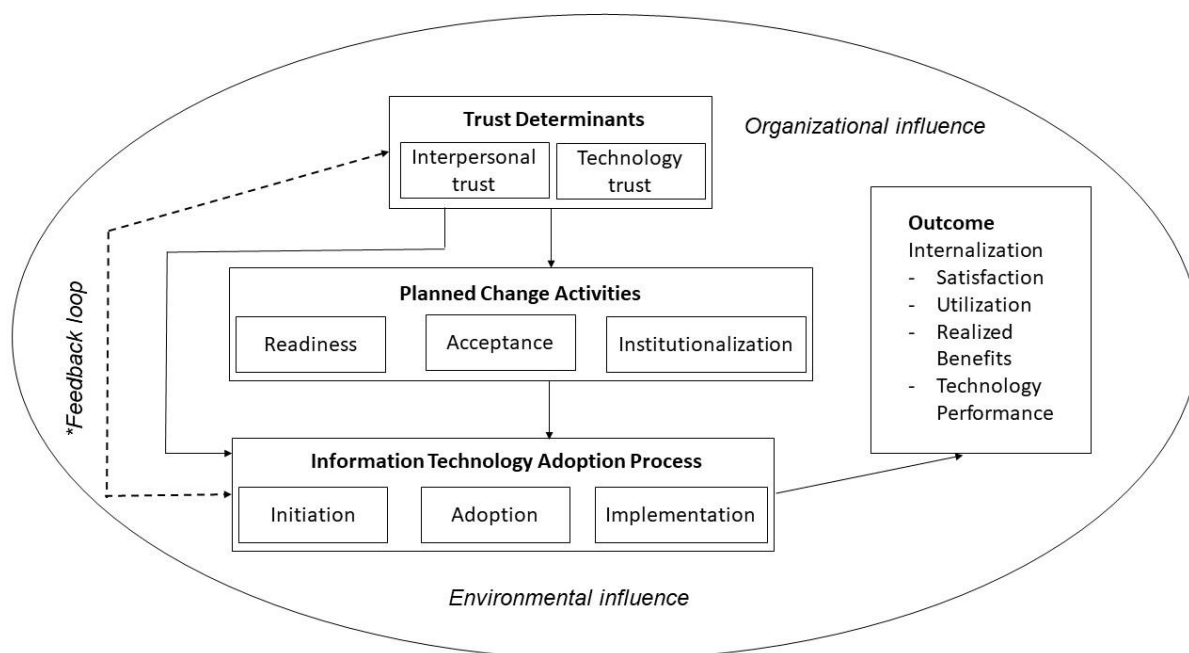 Trust Determinants
Interpersonal
trust
Technology
trust
Organizational influence
Outcome
Internalization
- Satisfaction
- Utilization
- Realized
Benefits
- Technology
Performance
*Feedback loop
Planned Change Activities
Readiness
Acceptance
Institutionalization
Information Technology Adoption Process
Initiation
Adoption
Implementation
Environmental influence